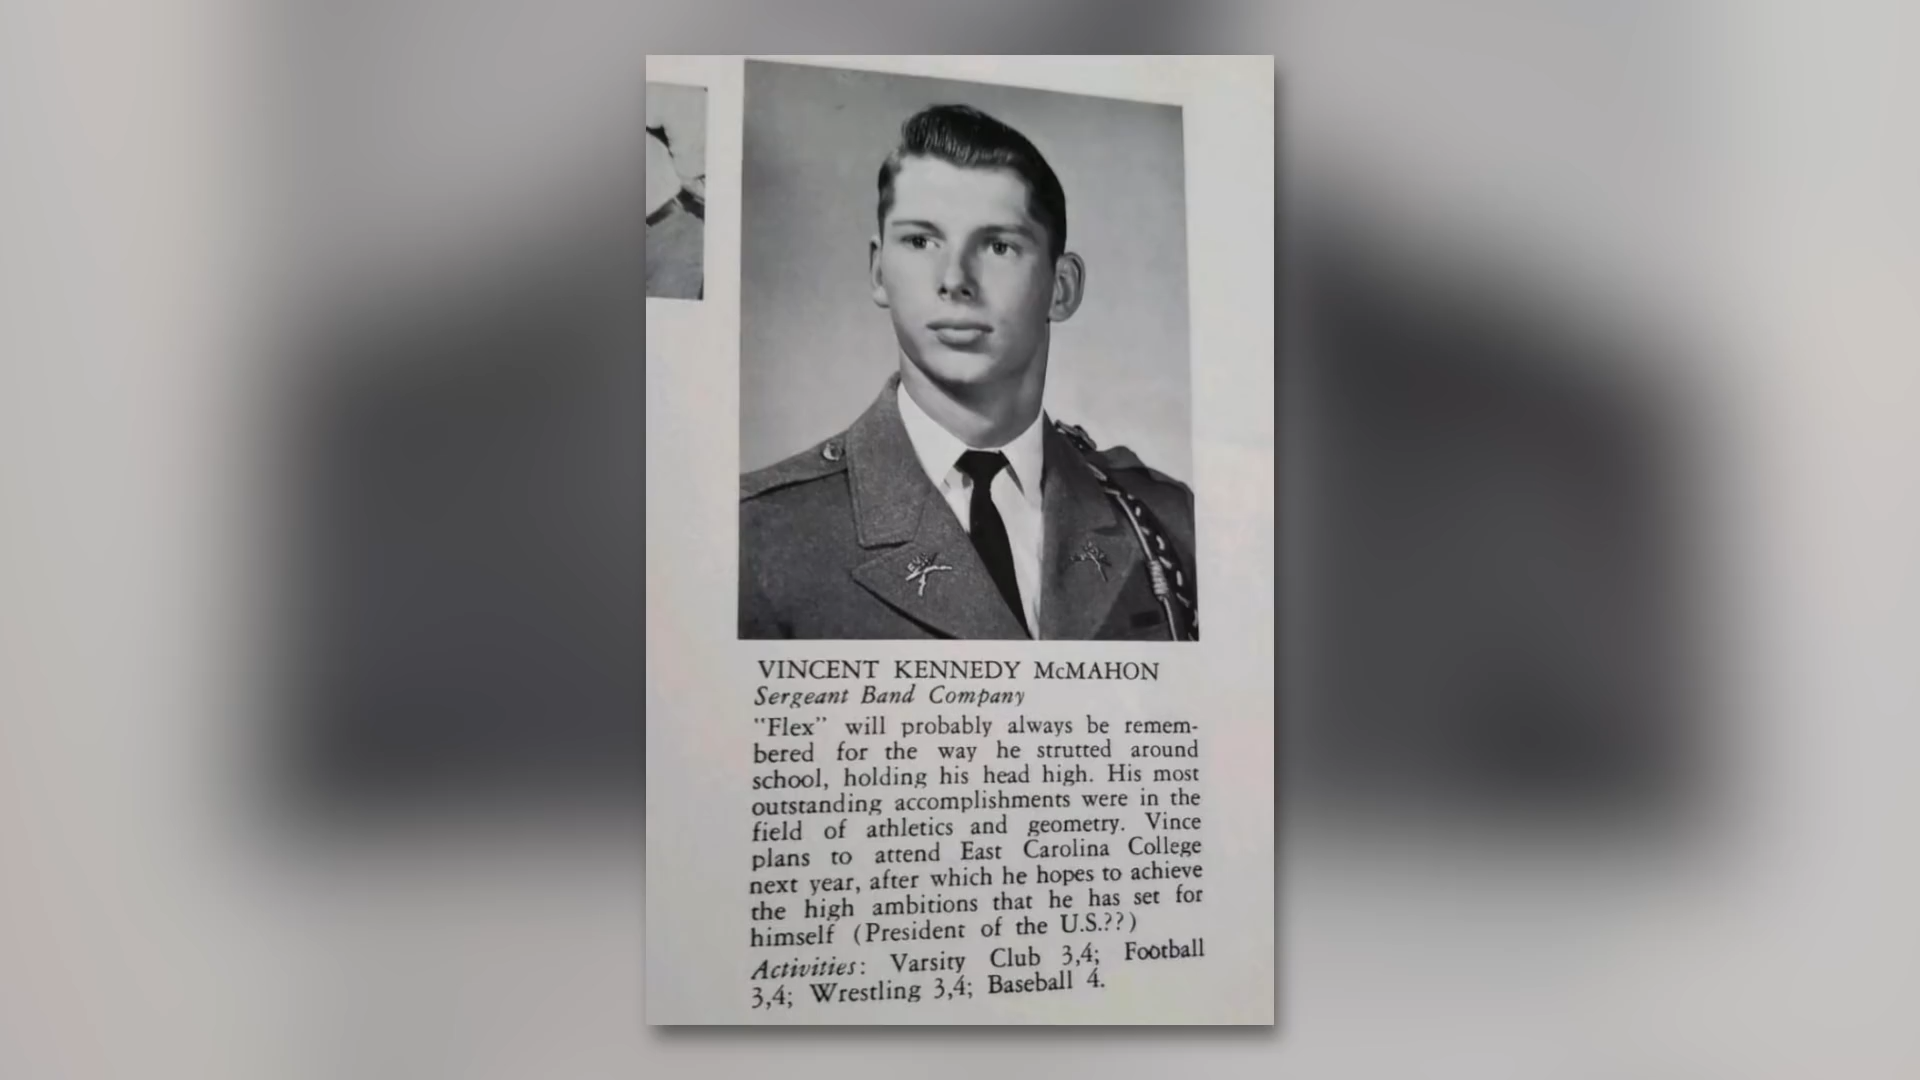 VINCENT KENNEDY McMAHON
Sergeant Band Company
"Flex" will probably always be remem-
bered for the way he strutted around
school, holding his head high. His most
outstanding accomplishments were in the
field of athletics and geometry. Vince
plans to attend East Carolina College
next year, after which he hopes to achieve
the high ambitions that he has set for
himself (President of the U.S.??)
Activities: Varsity Club 3,4; Football
3,4; Wrestling 3,4; Baseball 4.